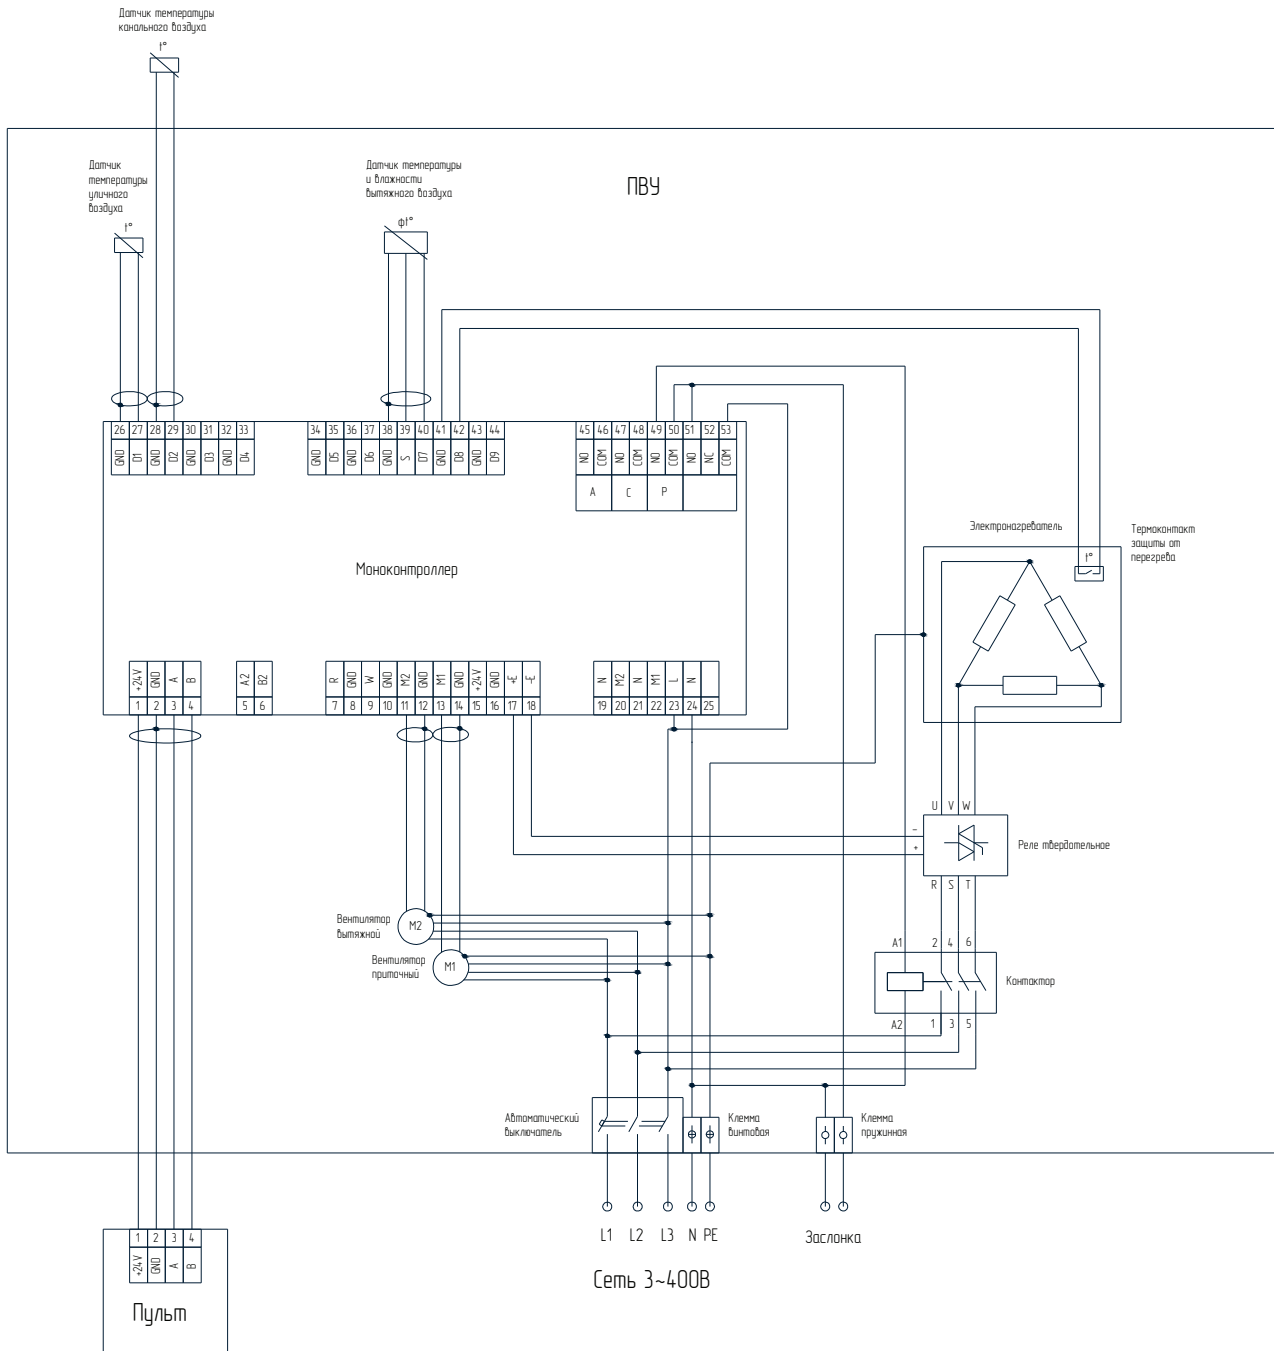 Датчик температуры
канального воздуха
t°
Датчик
температуры
уличного
воздуха
t°
Датчик температуры
и влажности
вытяжного воздуха
φt°
ПВУ
26 27 28 29 30 31 32 33
GND D1 GND D2 GND D3 GND D4
34 35 36 37 38 39 40 41 42 43 44
GND D5 GND D6 GND S D7 GND D8 GND D9
45 46 47 48 49 50 51 52 53
NO COM NO COM NO COM NO NC COM
A C P
Электронагреватель
Термоконтакт
защиты от
перегрева
t°
Моноконтроллер
+24V GND A B
1 2 3 4
A2 B2
5 6
R GND W GND M2 GND M1 GND +24V GND +E -E
7 8 9 10 11 12 13 14 15 16 17 18
N M2 N M1 L N
19 20 21 22 23 24 25
U V W
-
+
Реле твердотельное
R S T
Вентилятор
вытяжной
M2
Вентилятор
приточный
M1
A1 2 4 6
Контактор
A2 1 3 5
Автоматический
выключатель
Клемма
винтовая
Клемма
пружинная
L1 L2 L3 N PE
Заслонка
Сеть 3~400В
1 2 3 4
+24V GND A B
Пульт